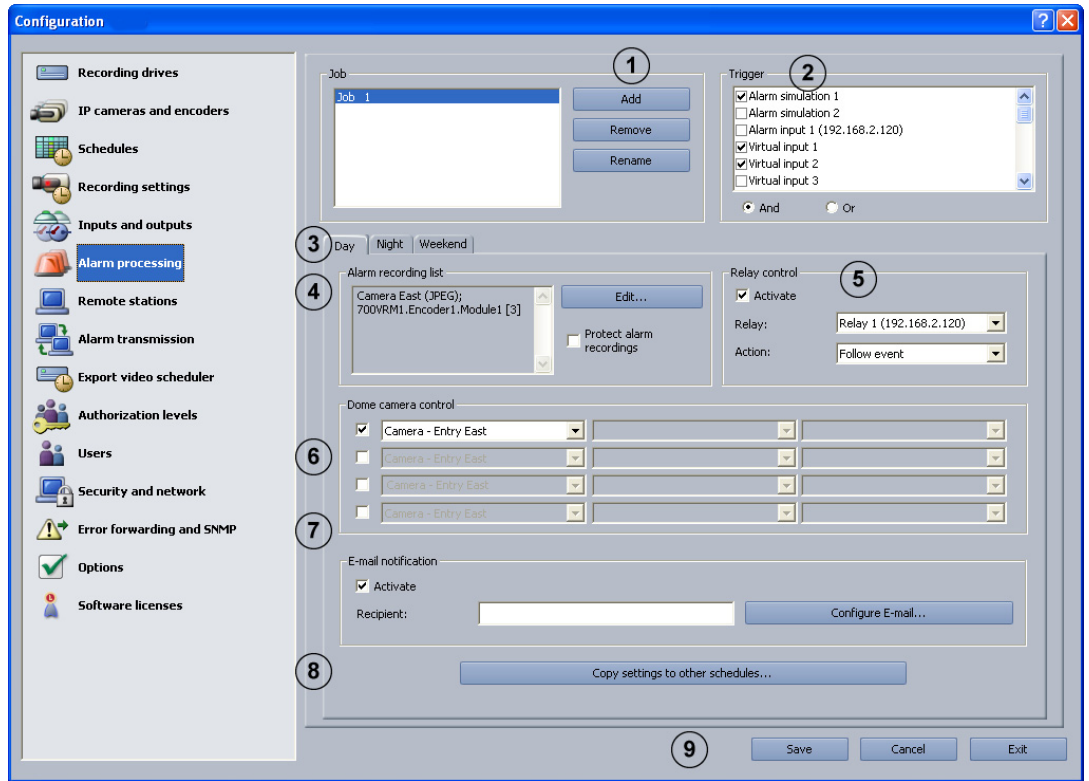 Configuration
Recording drives
IP cameras and encoders
Schedules
Recording settings
Inputs and outputs
Alarm processing
Remote stations
Alarm transmission
Export video scheduler
Authorization levels
Users
Security and network
Error forwarding and SNMP
Options
Software licenses
1
Job
Job 1
Add
Remove
Rename
2
Trigger
Alarm simulation 1
Alarm simulation 2
Alarm input 1 (192.168.2.120)
Virtual input 1
Virtual input 2
Virtual input 3
And Or
3
Day Night Weekend
4
Alarm recording list
Camera East (JPEG);
700VRM1.Encoder1.Module1 [3]
Edit...
Protect alarm
recordings
5
Relay control
Activate
Relay: Relay 1 (192.168.2.120)
Action: Follow event
Dome camera control
Camera - Entry East
6
Camera - Entry East
Camera - Entry East
Camera - Entry East
7
E-mail notification
Activate
Recipient:
Configure E-mail...
8
Copy settings to other schedules...
9
Save Cancel Exit